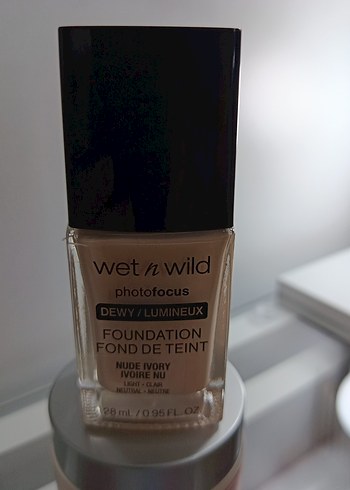 wet n wild
photofocus
DEWY / LUMINEUX
FOUNDATION
FOND DE TEINT
NUDE IVORY
IVOIRE NU
LIGHT • CLAIR
NEUTRAL • NEUTRE
28 mL / 0.95 FL. OZ